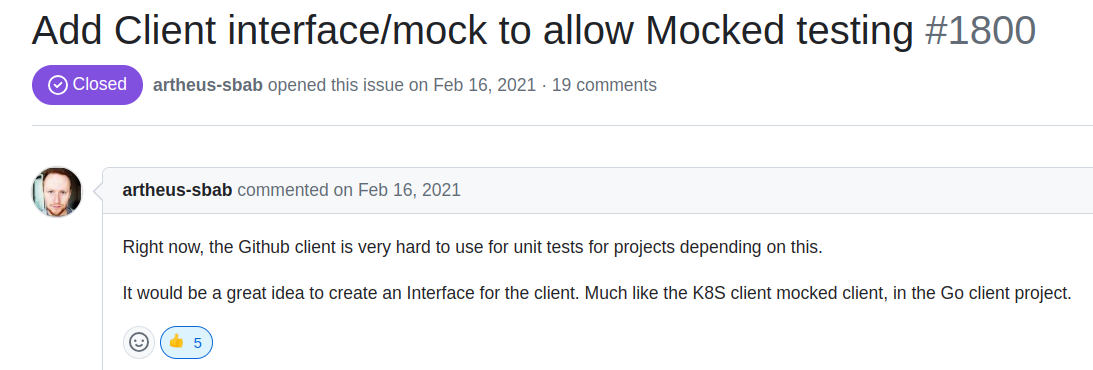 Add Client interface/mock to allow Mocked testing #1800
Closed artheus-sbab opened this issue on Feb 16, 2021 · 19 comments
artheus-sbab commented on Feb 16, 2021
Right now, the Github client is very hard to use for unit tests for projects depending on this.
It would be a great idea to create an Interface for the client. Much like the K8S client mocked client, in the Go client project.
👍 5